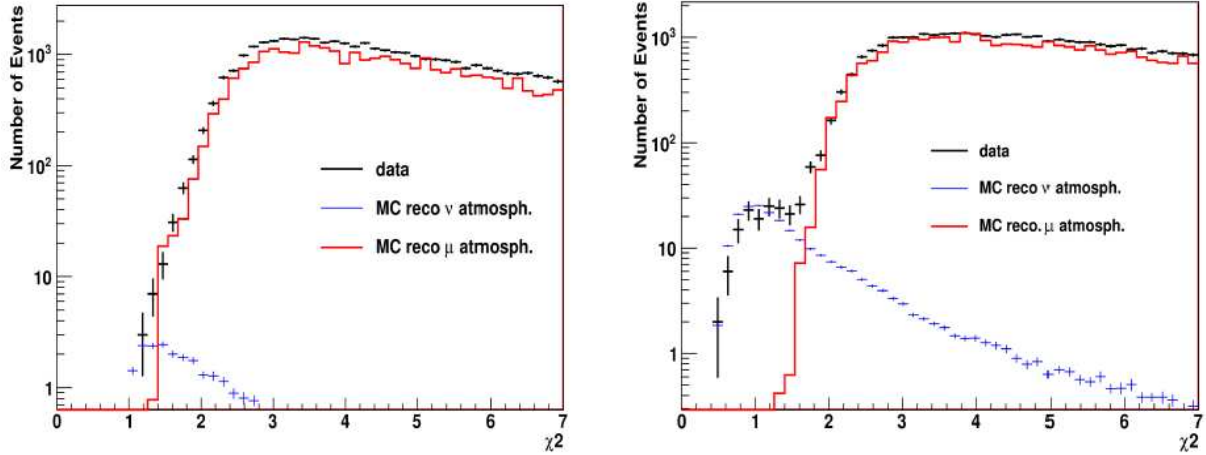 Number of Events
10³
10²
10
1
data
MC reco ν atmosph.
MC reco μ atmosph.
0 1 2 3 4 5 6 7
χ2
Number of Events
10³
10²
10
1
data
MC reco ν atmosph.
MC reco. μ atmosph.
0 1 2 3 4 5 6 7
χ2